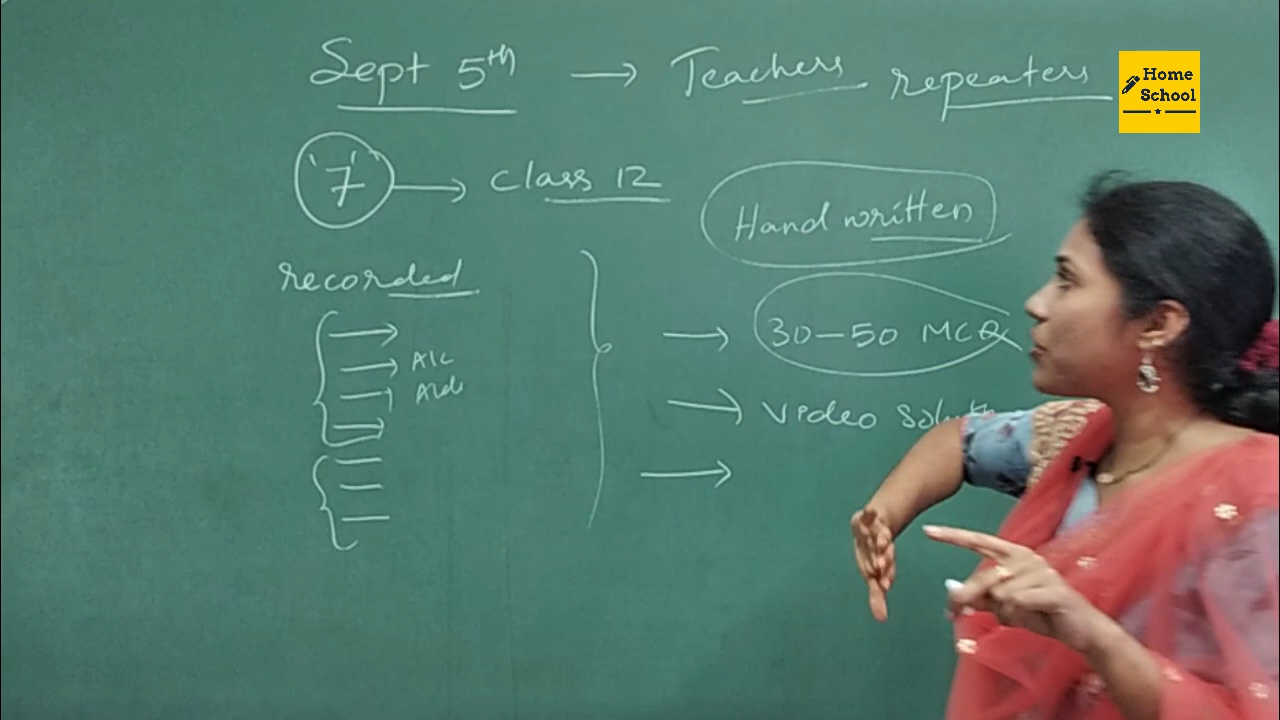 Sept 5th → Teachers repeaters
Home
School
'7' → Class 12
Hand written
recorded
→ 30-50 MCQ
A/c
→ Video